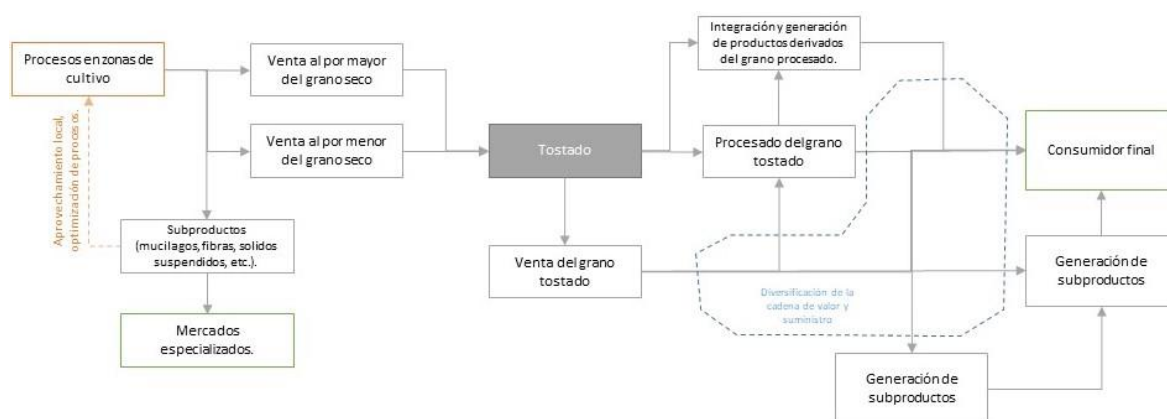 Procesos en zonas de
cultivo
Aprovechamiento local,
optimización de procosos.
Venta al por mayor
del grano seco
Venta al por menor
del grano seco
Subproductos
(mucilagos, fibras, solidos
suspendidos, etc.).
Mercados
especializados.
Tostado
Venta del grano
tostado
Integración y generación
de productos derivados
del grano procesado.
Procesado del grano
tostado
Diversificación de la
cadena de valor y
suministro
Consumidor final
Generación de
subproductos
Generación de
subproductos